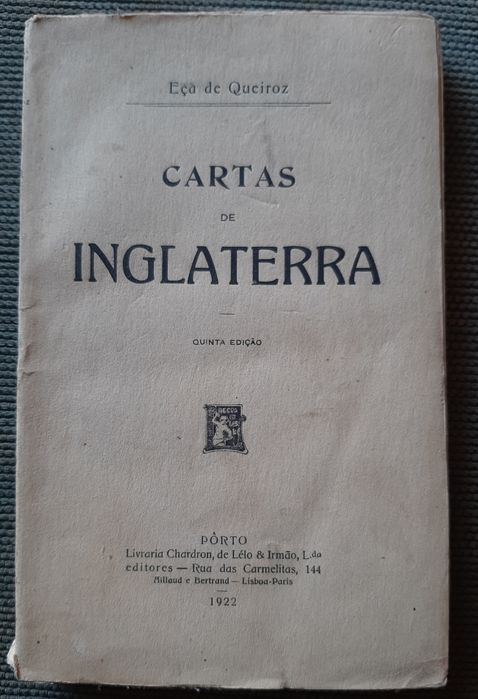 Eça de Queiroz
CARTAS
DE
INGLATERRA
QUINTA EDIÇÃO
PÔRTO
Livraria Chardron, de Lélo & Irmão, L.da
editores — Rua das Carmelitas, 144
Aillaud e Bertrand — Lisboa-Paris
1922